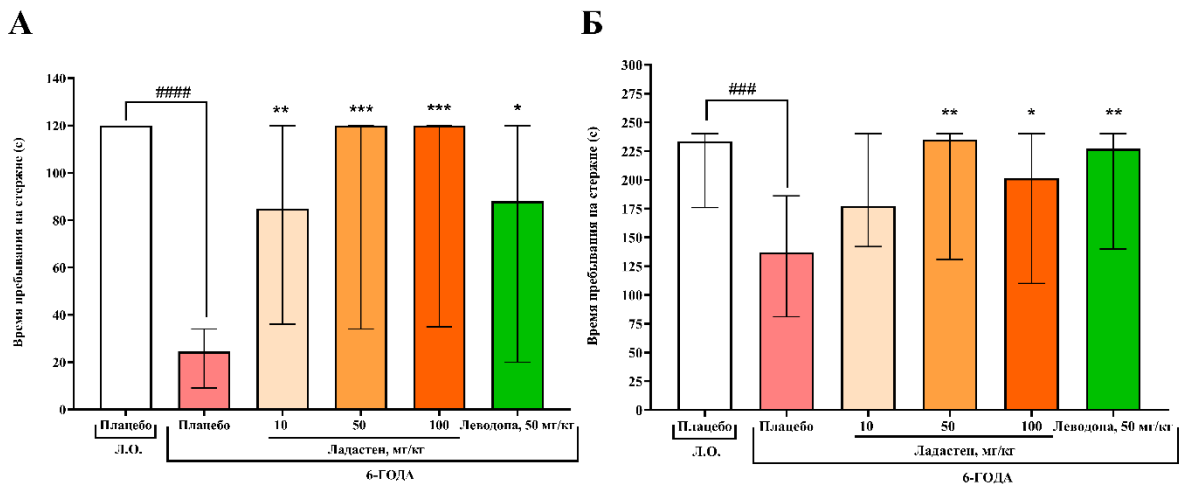 А
Время пребывания на стержне (с)
140
120
100
80
60
40
20
0
####
**
***
***
*
Плацебо
Плацебо
10
50
100
Леводопа, 50 мг/кг
Л.О.
Ладастен, мг/кг
6-ГОДА
Б
Время пребывания на стержне (с)
300
275
250
225
200
175
150
125
100
75
50
25
0
###
**
*
**
Плацебо
Плацебо
10
50
100
Леводопа, 50 мг/кг
Л.О.
Ладастен, мг/кг
6-ГОДА